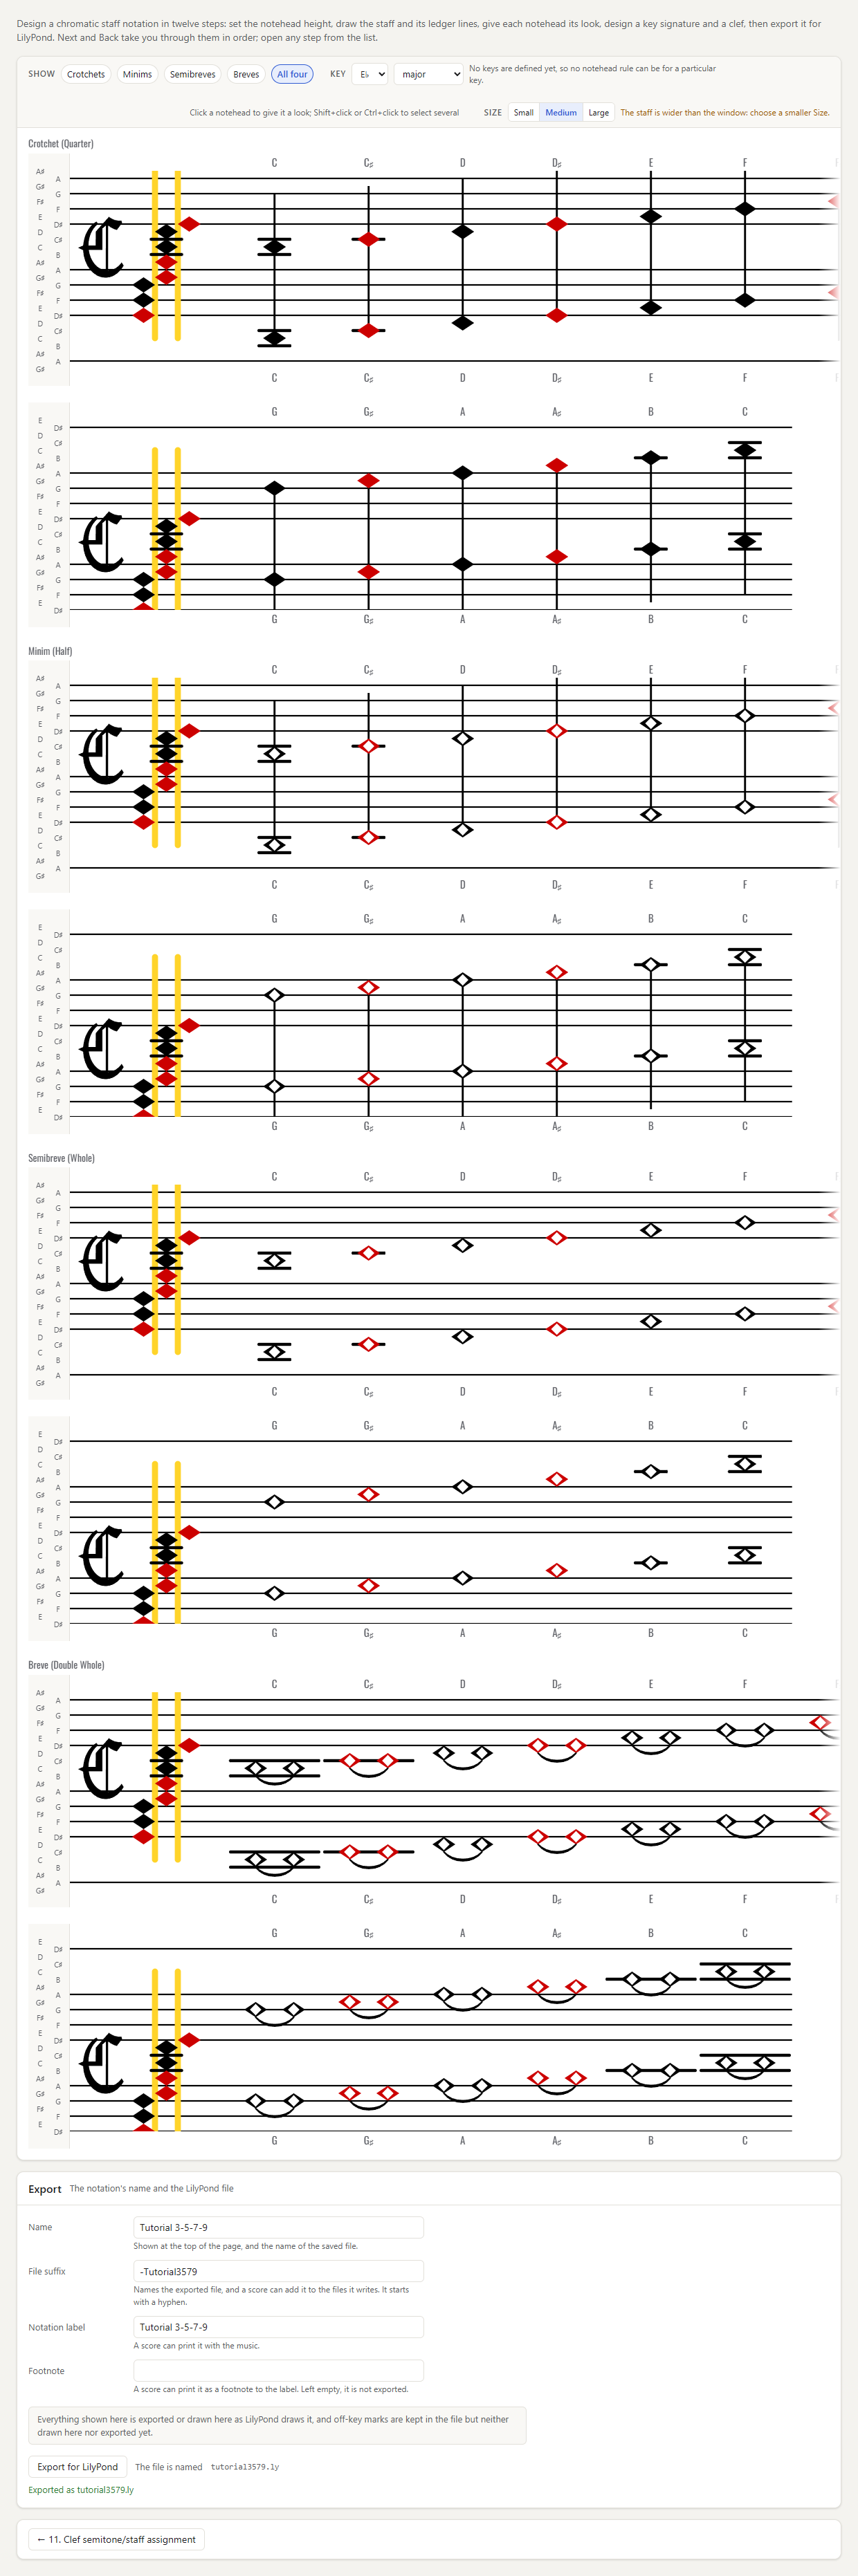 Design a chromatic staff notation in twelve steps: set the notehead height, draw the staff and its ledger lines, give each notehead its look, design a key signature and a clef, then export it for
LilyPond. Next and Back take you through them in order; open any step from the list.
SHOW Crotchets Minims Semibreves Breves All four KEY E♭ major No keys are defined yet, so no notehead rule can be for a particular
key.
Click a notehead to give it a look; Shift+click or Ctrl+click to select several SIZE Small Medium Large The staff is wider than the window: choose a smaller Size.
Crotchet (Quarter)
C C♯ D D♯ E F
A♯
A
G♯
G
F♯
F
E
D♯
D
C♯
C
B
A♯
A
G♯
G
F♯
F
E
D♯
D
C♯
C
B
A♯
A
G♯
C C♯ D D♯ E F
G G♯ A A♯ B C
E
D♯
D
C♯
C
B
A♯
A
G♯
G
F♯
F
E
D♯
D
C♯
C
B
A♯
A
G♯
G
F♯
F
E
D♯
G G♯ A A♯ B C
Minim (Half)
C C♯ D D♯ E F
A♯
A
G♯
G
F♯
F
E
D♯
D
C♯
C
B
A♯
A
G♯
G
F♯
F
E
D♯
D
C♯
C
B
A♯
A
G♯
C C♯ D D♯ E F
G G♯ A A♯ B C
E
D♯
D
C♯
C
B
A♯
A
G♯
G
F♯
F
E
D♯
D
C♯
C
B
A♯
A
G♯
G
F♯
F
E
D♯
G G♯ A A♯ B C
Semibreve (Whole)
C C♯ D D♯ E F
A♯
A
G♯
G
F♯
F
E
D♯
D
C♯
C
B
A♯
A
G♯
G
F♯
F
E
D♯
D
C♯
C
B
A♯
A
G♯
C C♯ D D♯ E F
G G♯ A A♯ B C
E
D♯
D
C♯
C
B
A♯
A
G♯
G
F♯
F
E
D♯
D
C♯
C
B
A♯
A
G♯
G
F♯
F
E
D♯
G G♯ A A♯ B C
Breve (Double Whole)
C C♯ D D♯ E F
A♯
A
G♯
G
F♯
F
E
D♯
D
C♯
C
B
A♯
A
G♯
G
F♯
F
E
D♯
D
C♯
C
B
A♯
A
G♯
C C♯ D D♯ E F
G G♯ A A♯ B C
E
D♯
D
C♯
C
B
A♯
A
G♯
G
F♯
F
E
D♯
D
C♯
C
B
A♯
A
G♯
G
F♯
F
E
D♯
G G♯ A A♯ B C
Export The notation's name and the LilyPond file
Name Tutorial 3-5-7-9
Shown at the top of the page, and the name of the saved file.
File suffix -Tutorial3579
Names the exported file, and a score can add it to the files it writes. It starts
with a hyphen.
Notation label Tutorial 3-5-7-9
A score can print it with the music.
Footnote
A score can print it as a footnote to the label. Left empty, it is not exported.
Everything shown here is exported or drawn here as LilyPond draws it, and off-key marks are kept in the file but neither
drawn here nor exported yet.
Export for LilyPond The file is named tutorial3579.ly
Exported as tutorial3579.ly
← 11. Clef semitone/staff assignment